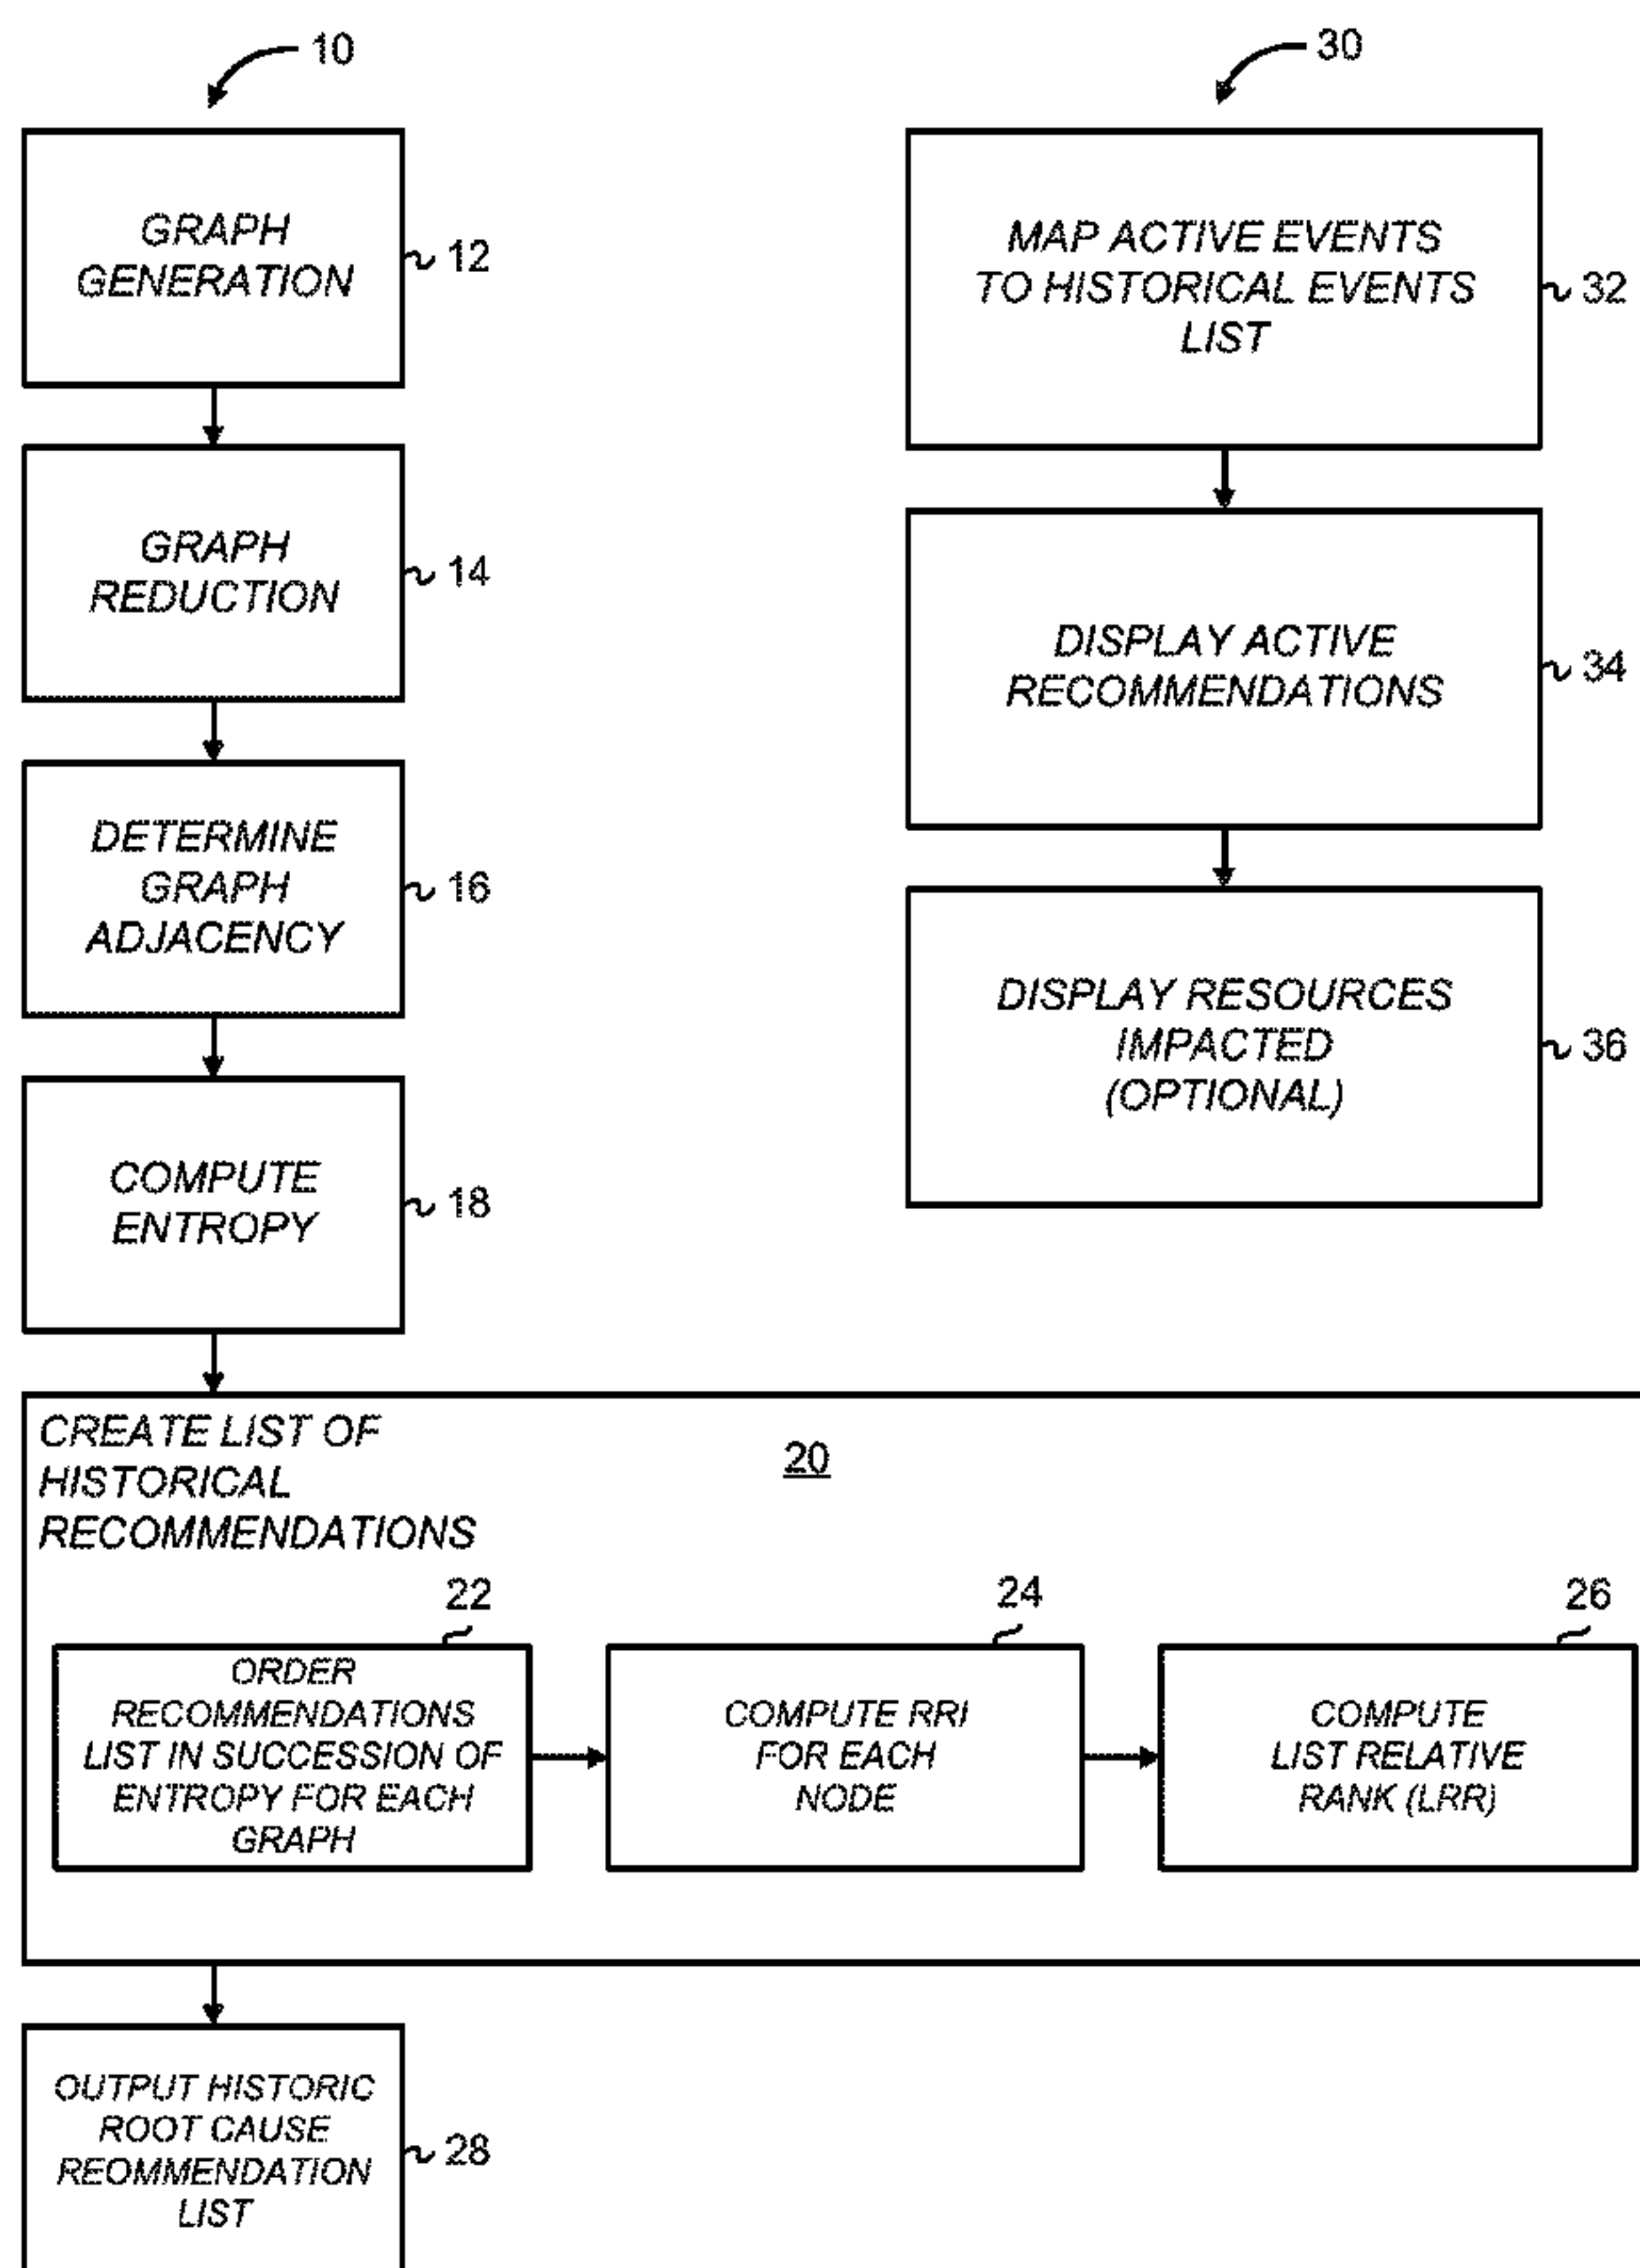 10
GRAPH
GENERATION
12
GRAPH
REDUCTION
14
DETERMINE
GRAPH
ADJACENCY
16
COMPUTE
ENTROPY
18
CREATE LIST OF
HISTORICAL
RECOMMENDATIONS
20
22
ORDER
RECOMMENDATIONS
LIST IN SUCCESSION OF
ENTROPY FOR EACH
GRAPH
24
COMPUTE RRI
FOR EACH
NODE
26
COMPUTE
LIST RELATIVE
RANK (LRR)
OUTPUT HISTORIC
ROOT CAUSE
REOMMENDATION
LIST
28
30
MAP ACTIVE EVENTS
TO HISTORICAL EVENTS
LIST
32
DISPLAY ACTIVE
RECOMMENDATIONS
34
DISPLAY RESOURCES
IMPACTED
(OPTIONAL)
36